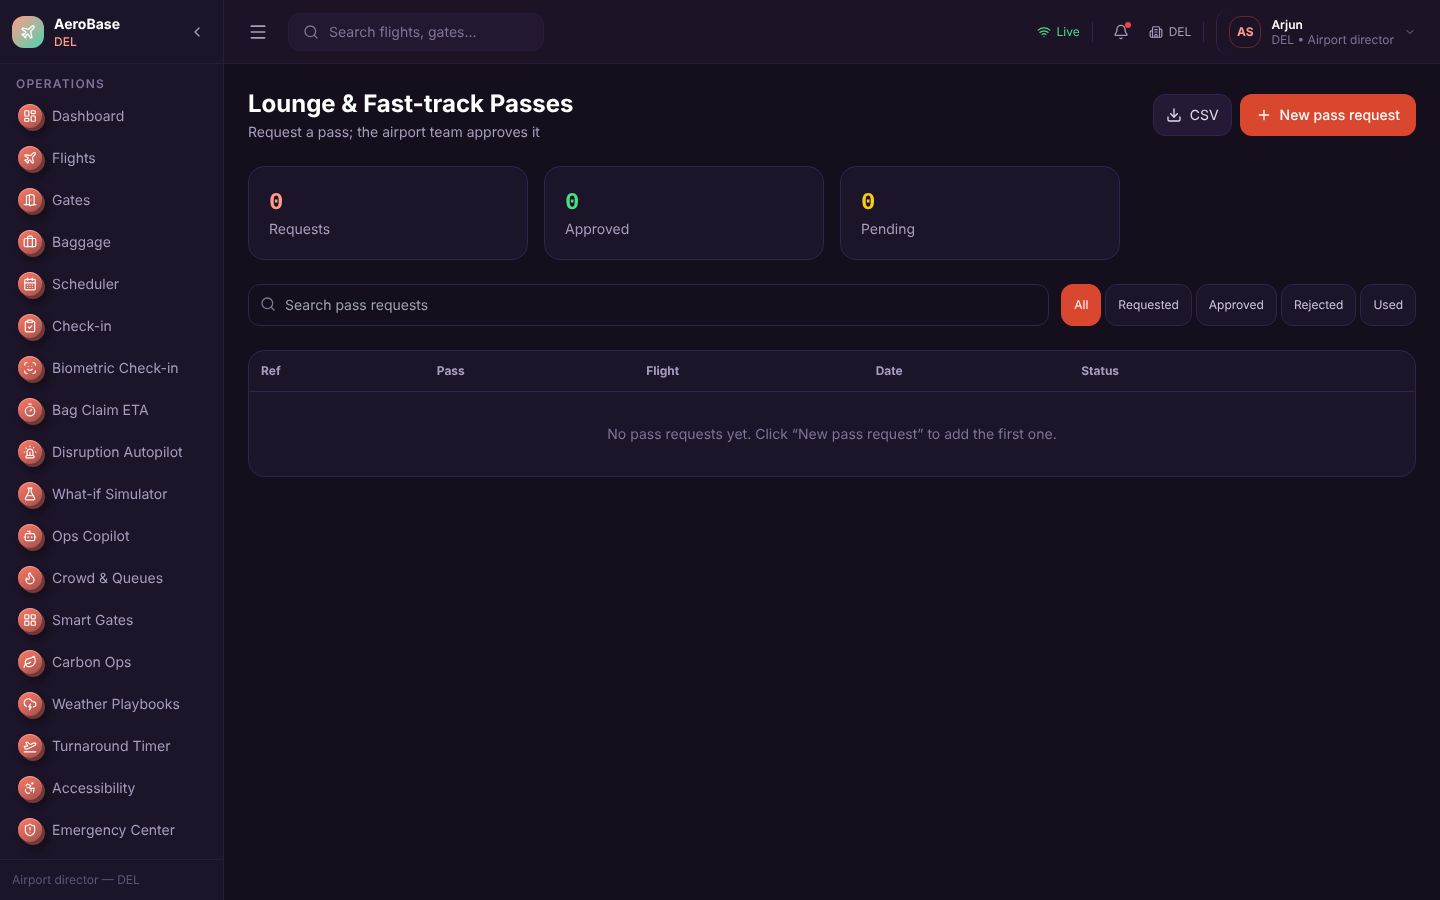 AeroBase
DEL
OPERATIONS
Dashboard
Flights
Gates
Baggage
Scheduler
Check-in
Biometric Check-in
Bag Claim ETA
Disruption Autopilot
What-if Simulator
Ops Copilot
Crowd & Queues
Smart Gates
Carbon Ops
Weather Playbooks
Turnaround Timer
Accessibility
Emergency Center
Airport director — DEL
Search flights, gates...
Live
DEL
AS
Arjun
DEL • Airport director
Lounge & Fast-track Passes
Request a pass; the airport team approves it
CSV
New pass request
0
Requests
0
Approved
0
Pending
Search pass requests
All
Requested
Approved
Rejected
Used
Ref Pass Flight Date Status
No pass requests yet. Click “New pass request” to add the first one.